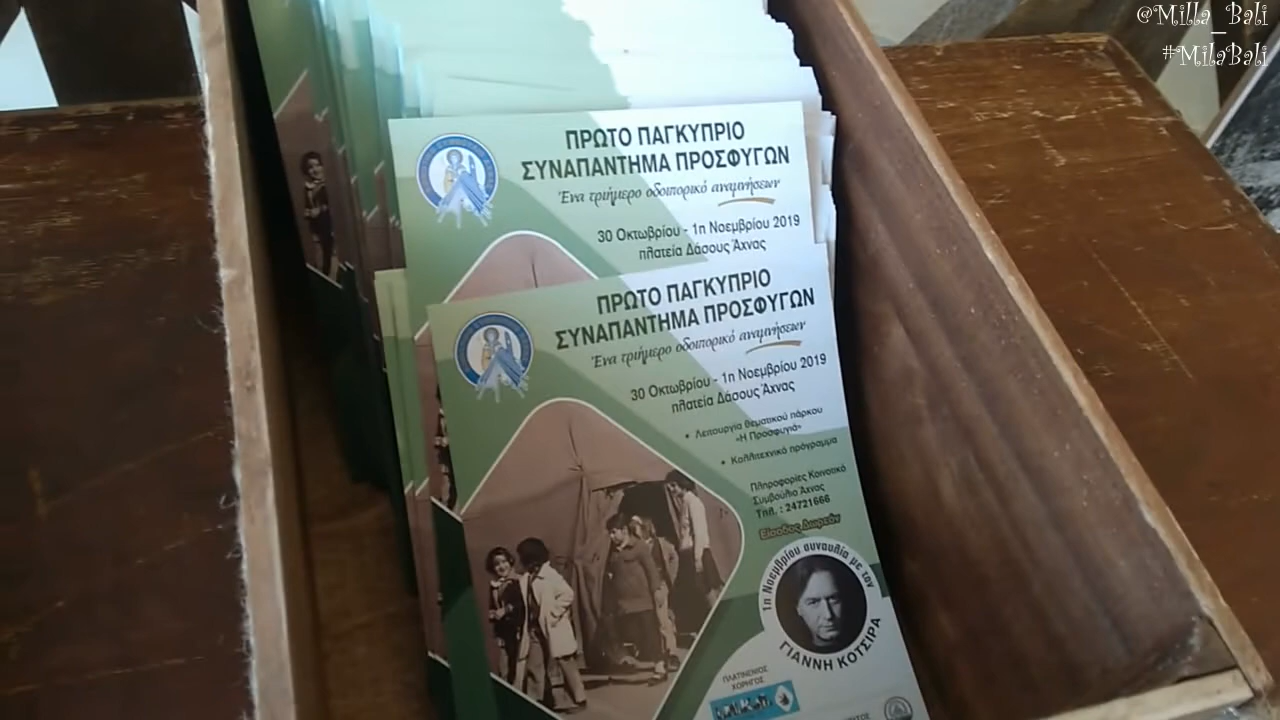 @Milla_Bali
#MilaBali
ΠΡΩΤΟ ΠΑΓΚΥΠΡΙΟ
ΣΥΝΑΠΑΝΤΗΜΑ ΠΡΟΣΦΥΓΩΝ
Ένα τριήμερο οδοιπορικό αναμνήσεων
30 Οκτωβρίου - 1η Νοεμβρίου 2019
πλατεία Δάσους Άχνας
ΠΡΩΤΟ ΠΑΓΚΥΠΡΙΟ
ΣΥΝΑΠΑΝΤΗΜΑ ΠΡΟΣΦΥΓΩΝ
Ένα τριήμερο οδοιπορικό αναμνήσεων
30 Οκτωβρίου - 1η Νοεμβρίου 2019
πλατεία Δάσους Άχνας
• Λειτουργία θεματικού πάρκου
«Η Προσφυγιά»
• Καλλιτεχνικό πρόγραμμα
Πληροφορίες Κοινοτικό
Συμβούλιο Άχνας
Τηλ. : 24721666
Είσοδος Δωρεάν
1η Νοεμβρίου συναυλία με τον
ΓΙΑΝΝΗ ΚΟΤΣΙΡΑ
ΠΛΑΤΙΝΕΝΙΟΣ
ΧΟΡΗΓΟΣ